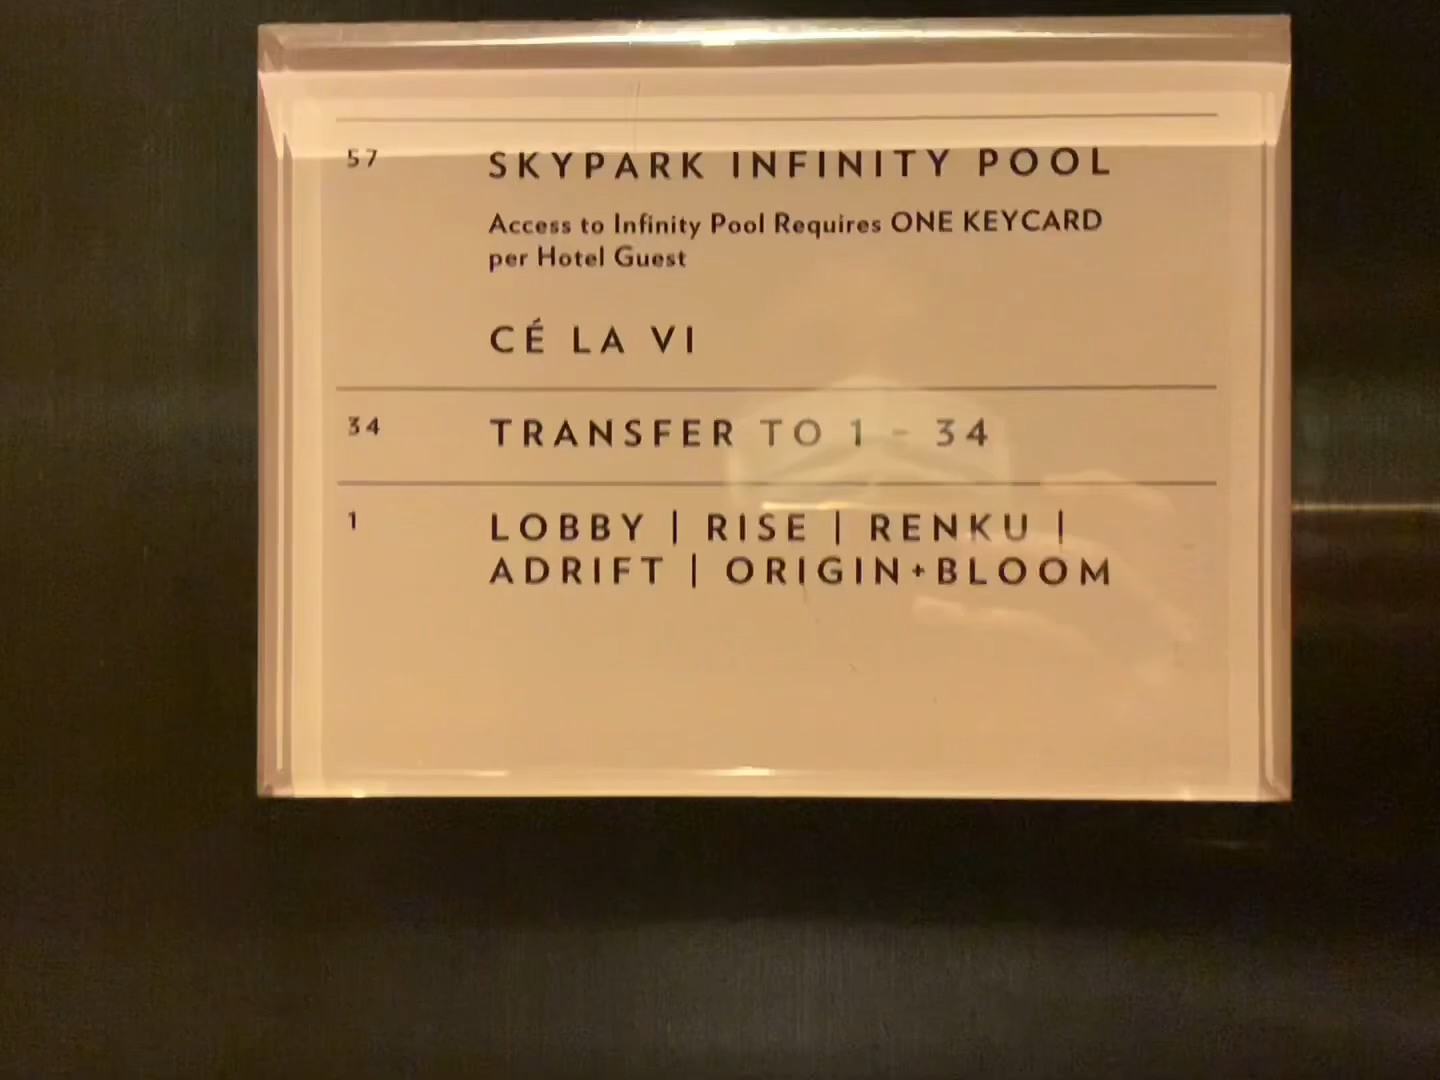 57 SKYPARK INFINITY POOL
Access to Infinity Pool Requires ONE KEYCARD
per Hotel Guest
CÉ LA VI
34 TRANSFER TO 1 - 34
1 LOBBY | RISE | RENKU |
ADRIFT | ORIGIN+BLOOM